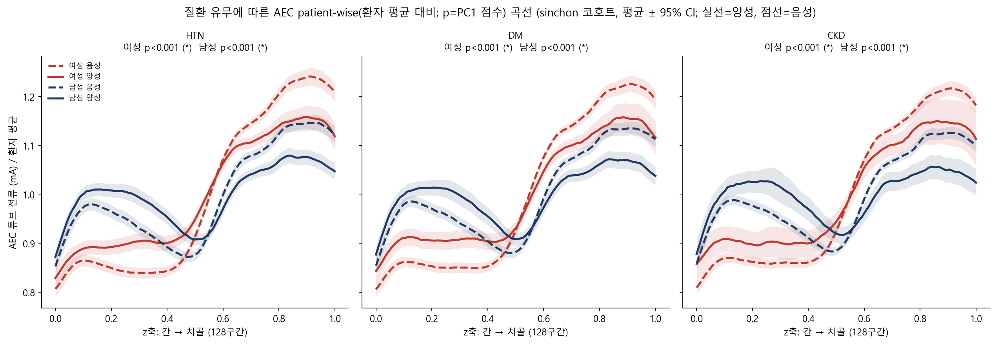 질환 유무에 따른 AEC patient-wise(환자 평균 대비; p=PC1 점수) 곡선 (sinchon 코호트, 평균 ± 95% CI; 실선=양성, 점선=음성)
HTN
여성 p<0.001 (*)  남성 p<0.001 (*)
DM
여성 p<0.001 (*)  남성 p<0.001 (*)
CKD
여성 p<0.001 (*)  남성 p<0.001 (*)
여성 음성
여성 양성
남성 음성
남성 양성
AEC 튜브 전류 (mA) / 환자 평균
1.2
1.1
1.0
0.9
0.8
0.0 0.2 0.4 0.6 0.8 1.0
z축: 간 → 치골 (128구간)
0.0 0.2 0.4 0.6 0.8 1.0
z축: 간 → 치골 (128구간)
0.0 0.2 0.4 0.6 0.8 1.0
z축: 간 → 치골 (128구간)